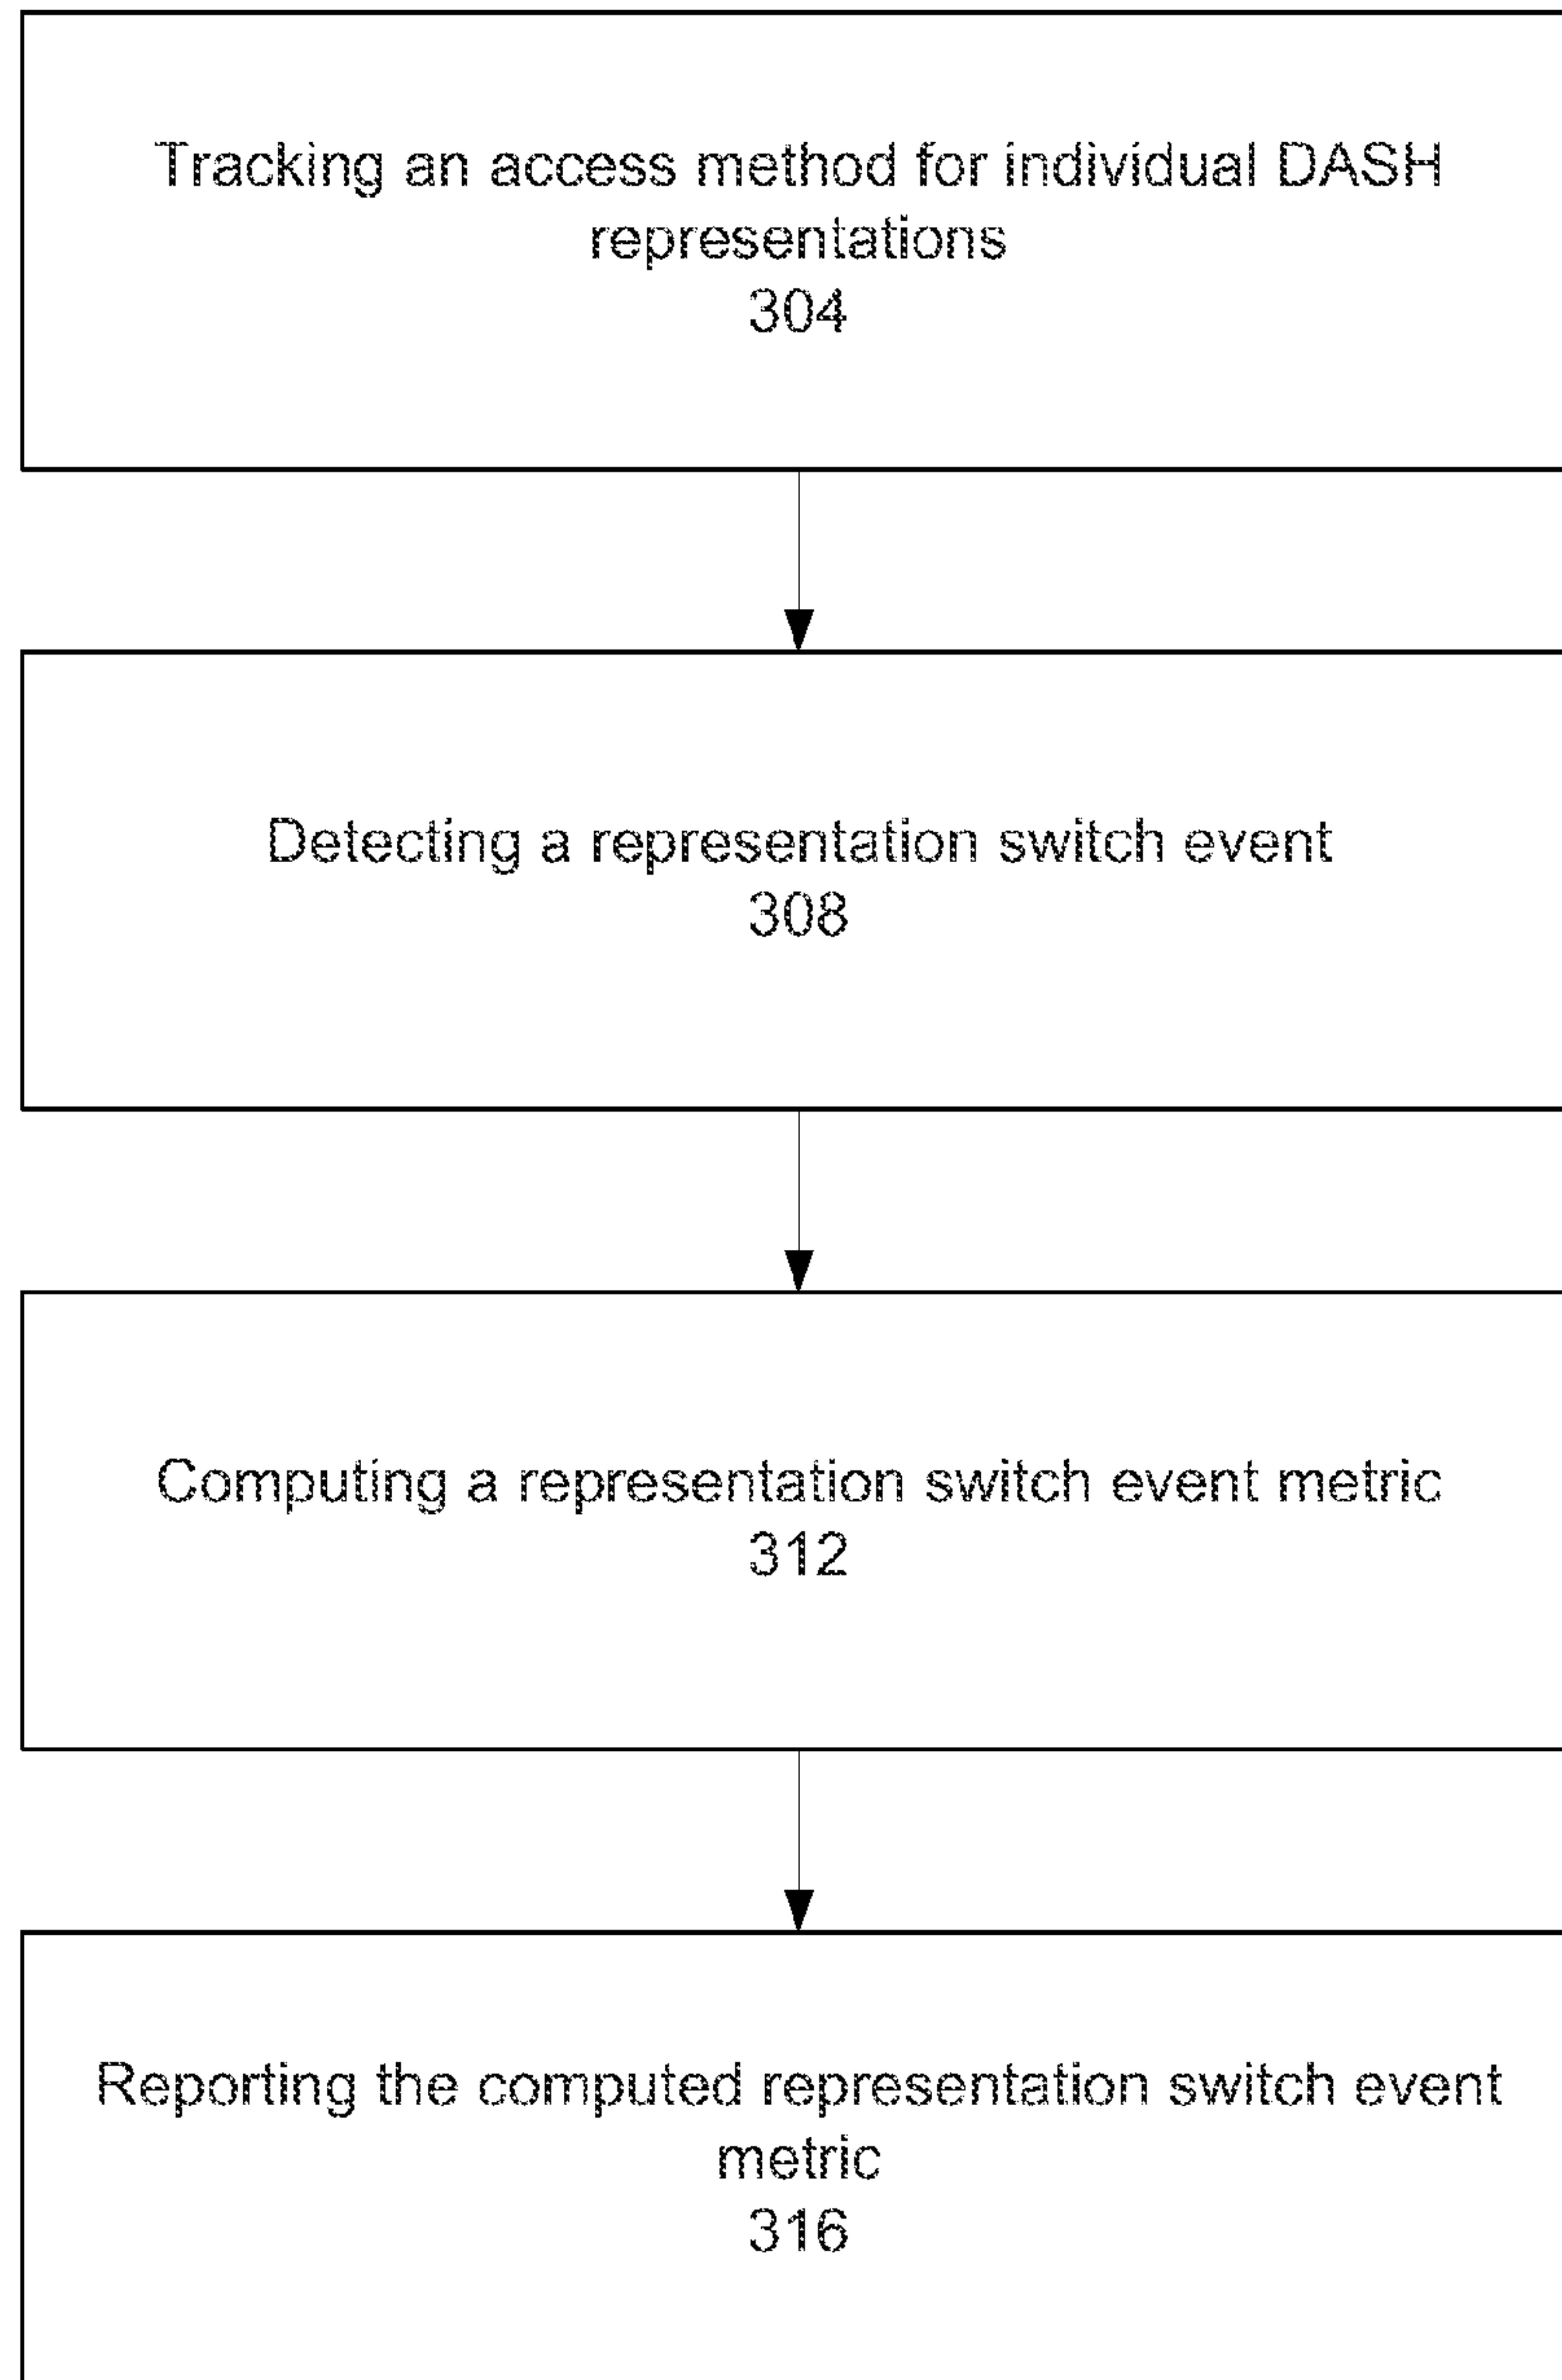 Tracking an access method for individual DASH
representations
304
Detecting a representation switch event
308
Computing a representation switch event metric
312
Reporting the computed representation switch event
metric
316